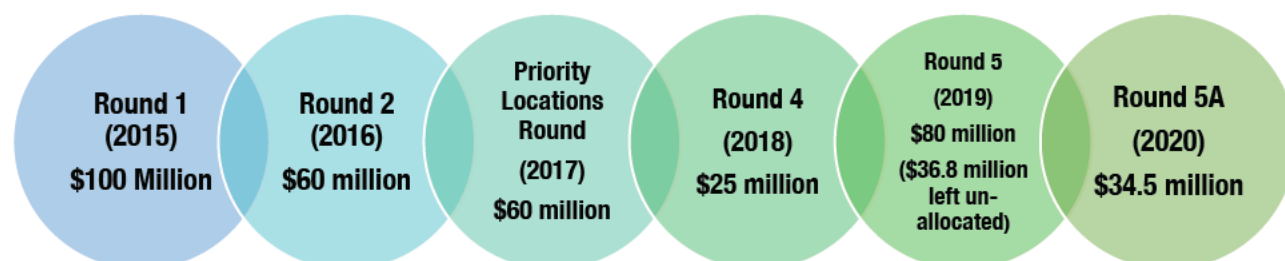 Round 1
(2015)
$100 Million
Round 2
(2016)
$60 million
Priority
Locations
Round
(2017)
$60 million
Round 4
(2018)
$25 million
Round 5
(2019)
$80 million
($36.8 million
left un-
allocated)
Round 5A
(2020)
$34.5 million